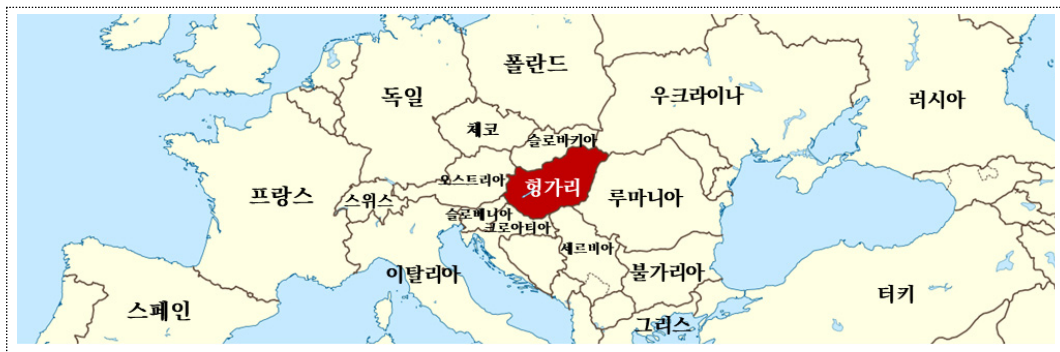 폴란드
독일
우크라이나
러시아
체코
슬로바키아
오스트리아
헝가리
프랑스
스위스
루마니아
슬로베니아
크로아티아
세르비아
이탈리아
불가리아
스페인
터키
그리스